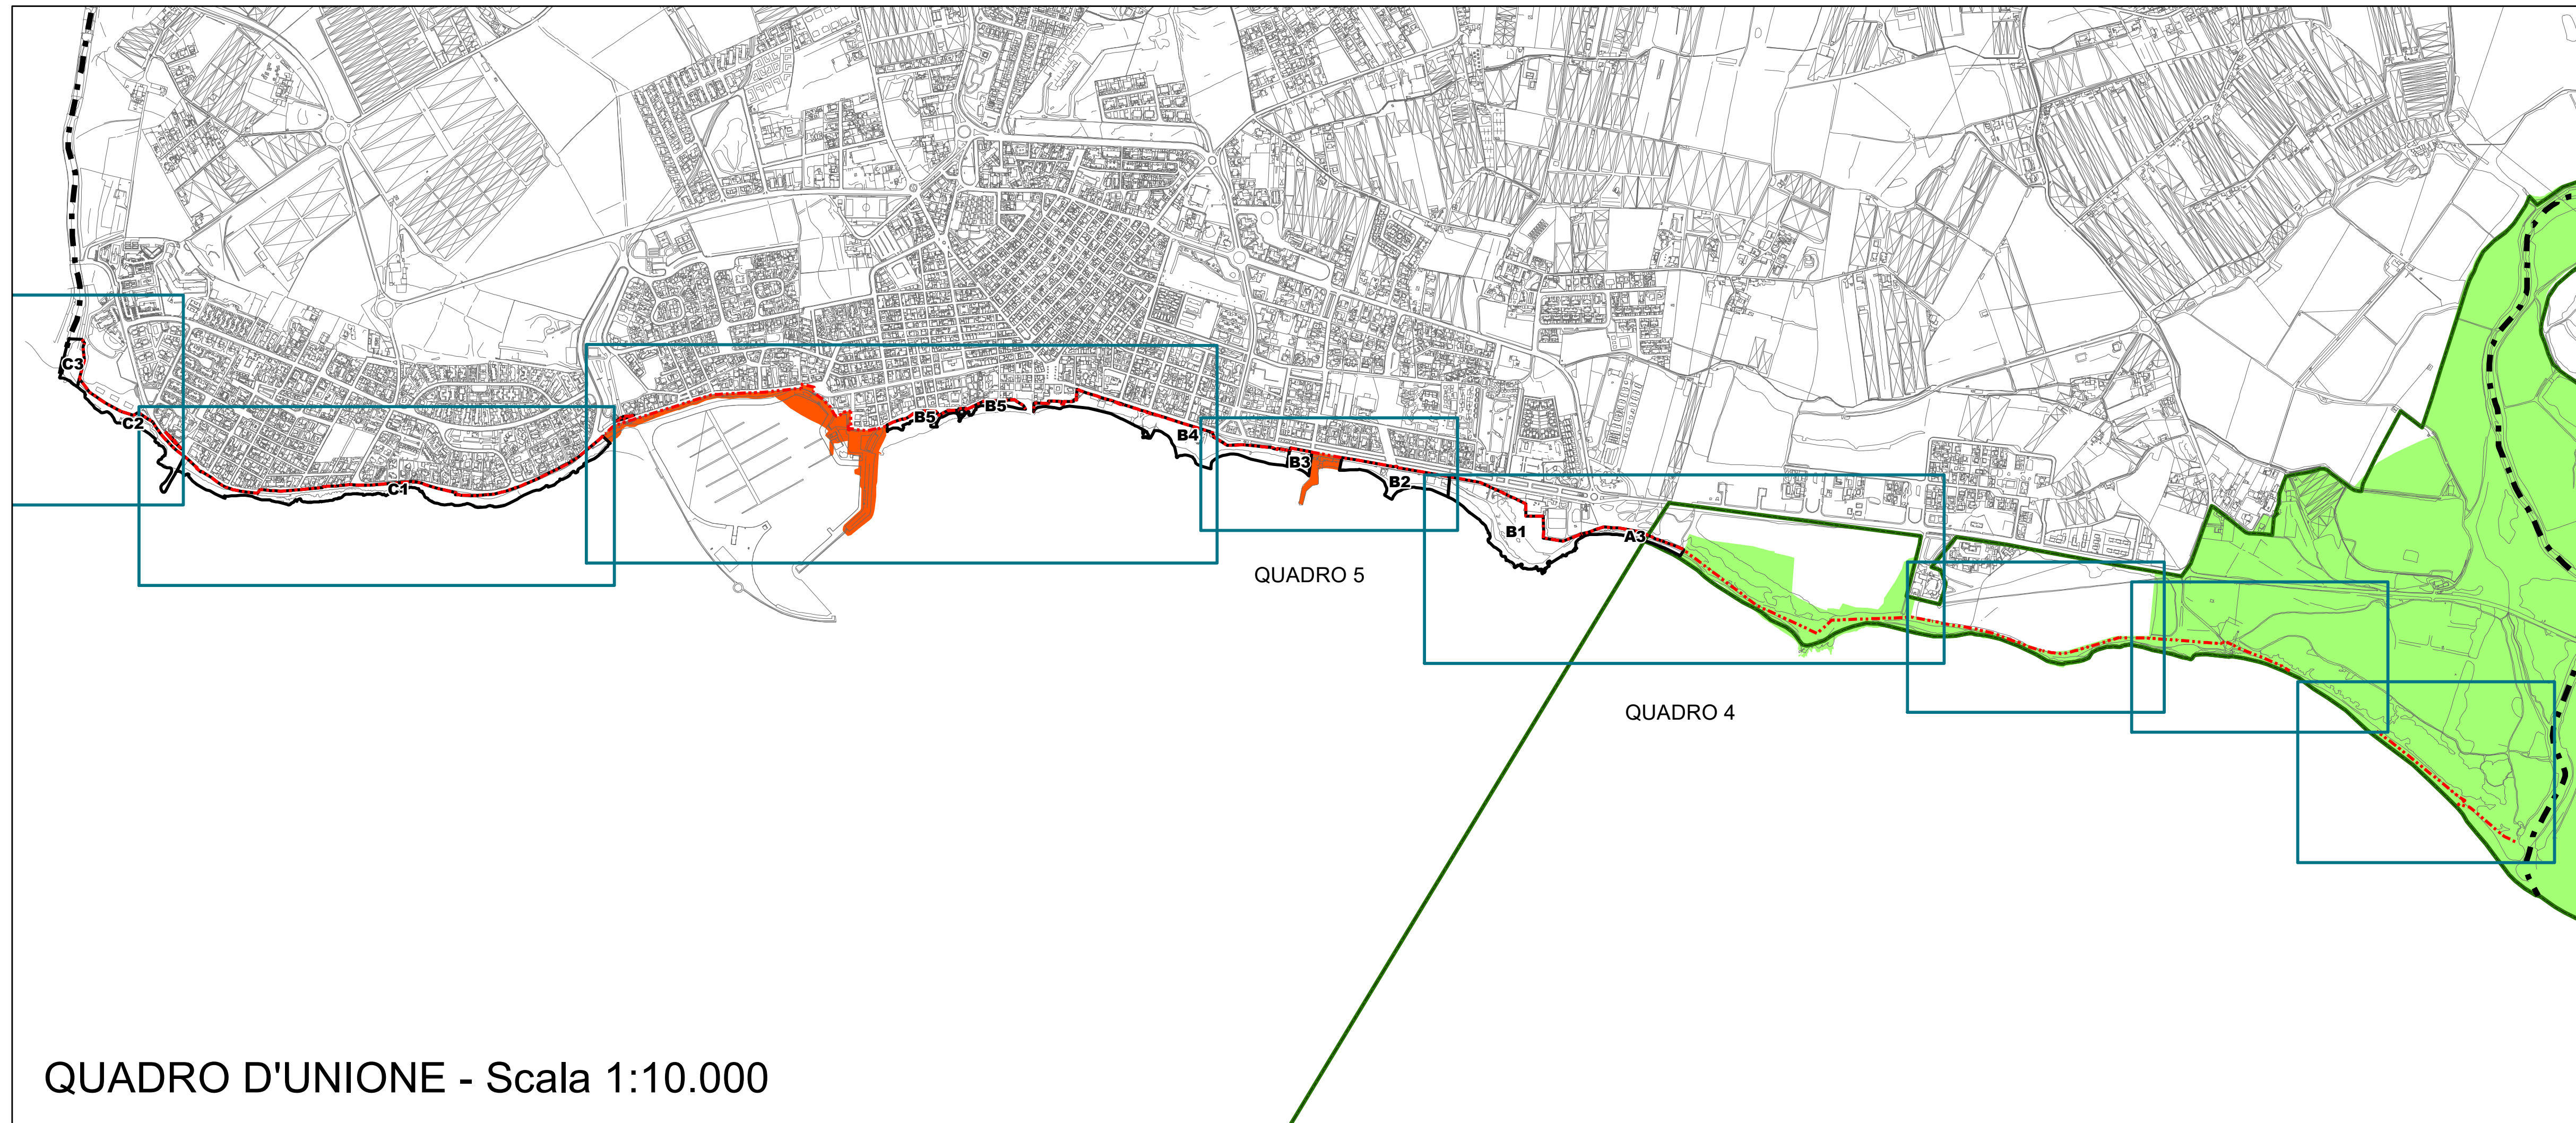 C3
C2
C1
B5
B5
B4
B3
B2
B1
A3
QUADRO 5
QUADRO 4
QUADRO D'UNIONE - Scala 1:10.000